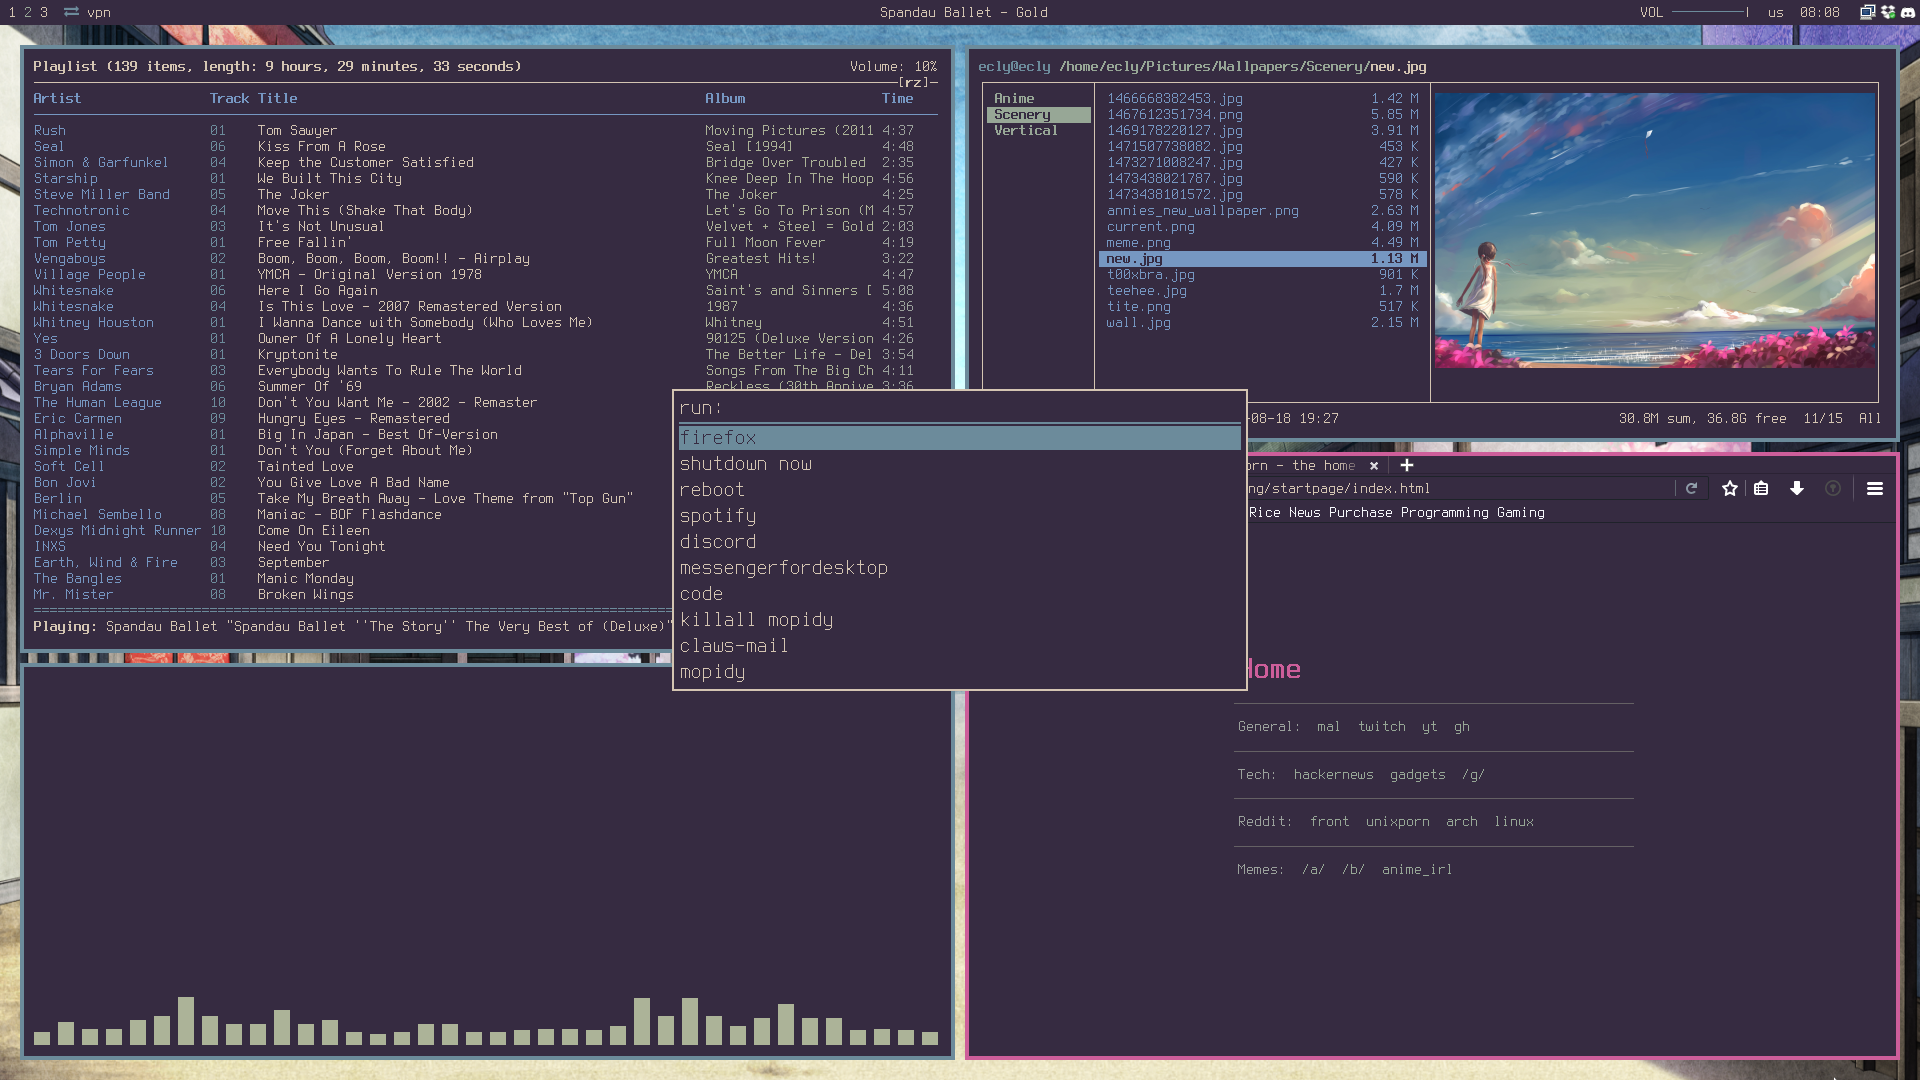 1 2 3 vpn
Spandau Ballet - Gold
VOL us 08:08
Playlist (139 items, length: 9 hours, 29 minutes, 33 seconds) Volume: 10%
[rz]
Artist Track Title Album Time
Rush 01 Tom Sawyer Moving Pictures (2011 4:37
Seal 06 Kiss From A Rose Seal [1994] 4:48
Simon & Garfunkel 04 Keep the Customer Satisfied Bridge Over Troubled 2:35
Starship 01 We Built This City Knee Deep In The Hoop 4:56
Steve Miller Band 05 The Joker The Joker 4:25
Technotronic 04 Move This (Shake That Body) Let's Go To Prison (M 4:57
Tom Jones 03 It's Not Unusual Velvet + Steel = Gold 2:03
Tom Petty 01 Free Fallin' Full Moon Fever 4:19
Vengaboys 02 Boom, Boom, Boom, Boom!! - Airplay Greatest Hits! 3:22
Village People 01 YMCA - Original Version 1978 YMCA 4:47
Whitesnake 06 Here I Go Again Saint's and Sinners [ 5:08
Whitesnake 04 Is This Love - 2007 Remastered Version 1987 4:36
Whitney Houston 01 I Wanna Dance with Somebody (Who Loves Me) Whitney 4:51
Yes 01 Owner Of A Lonely Heart 90125 (Deluxe Version 4:26
3 Doors Down 01 Kryptonite The Better Life - Del 3:54
Tears For Fears 03 Everybody Wants To Rule The World Songs From The Big Ch 4:11
Bryan Adams 06 Summer Of '69 Reckless (30th Annive 3:36
The Human League 10 Don't You Want Me - 2002 - Remaster
Eric Carmen 09 Hungry Eyes - Remastered
Alphaville 01 Big In Japan - Best Of-Version
Simple Minds 01 Don't You (Forget About Me)
Soft Cell 02 Tainted Love
Bon Jovi 02 You Give Love A Bad Name
Berlin 05 Take My Breath Away - Love Theme from "Top Gun"
Michael Sembello 08 Maniac - BOF Flashdance
Dexys Midnight Runner 10 Come On Eileen
INXS 04 Need You Tonight
Earth, Wind & Fire 03 September
The Bangles 01 Manic Monday
Mr. Mister 08 Broken Wings
Playing: Spandau Ballet "Spandau Ballet ''The Story'' The Very Best of (Deluxe)"
ecly@ecly /home/ecly/Pictures/Wallpapers/Scenery/new.jpg
Anime
Scenery
Vertical
1466668382453.jpg 1.42 M
1467612351734.png 5.85 M
1469178220127.jpg 3.91 M
1471507738082.jpg 453 K
1473271008247.jpg 427 K
1473438021787.jpg 590 K
1473438101572.jpg 578 K
annies_new_wallpaper.png 2.63 M
current.png 4.09 M
meme.png 4.49 M
new.jpg 1.13 M
t00xbra.jpg 901 K
teehee.jpg 1.7 M
tite.png 517 K
wall.jpg 2.15 M
-08-18 19:27 30.8M sum, 36.8G free 11/15 All
run:
firefox
shutdown now
reboot
spotify
discord
messengerfordesktop
code
killall mopidy
claws-mail
mopidy
orn - the home × +
ng/startpage/index.html
Rice News Purchase Programming Gaming
Home
General: mal twitch yt gh
Tech: hackernews gadgets /g/
Reddit: front unixporn arch linux
Memes: /a/ /b/ anime_irl